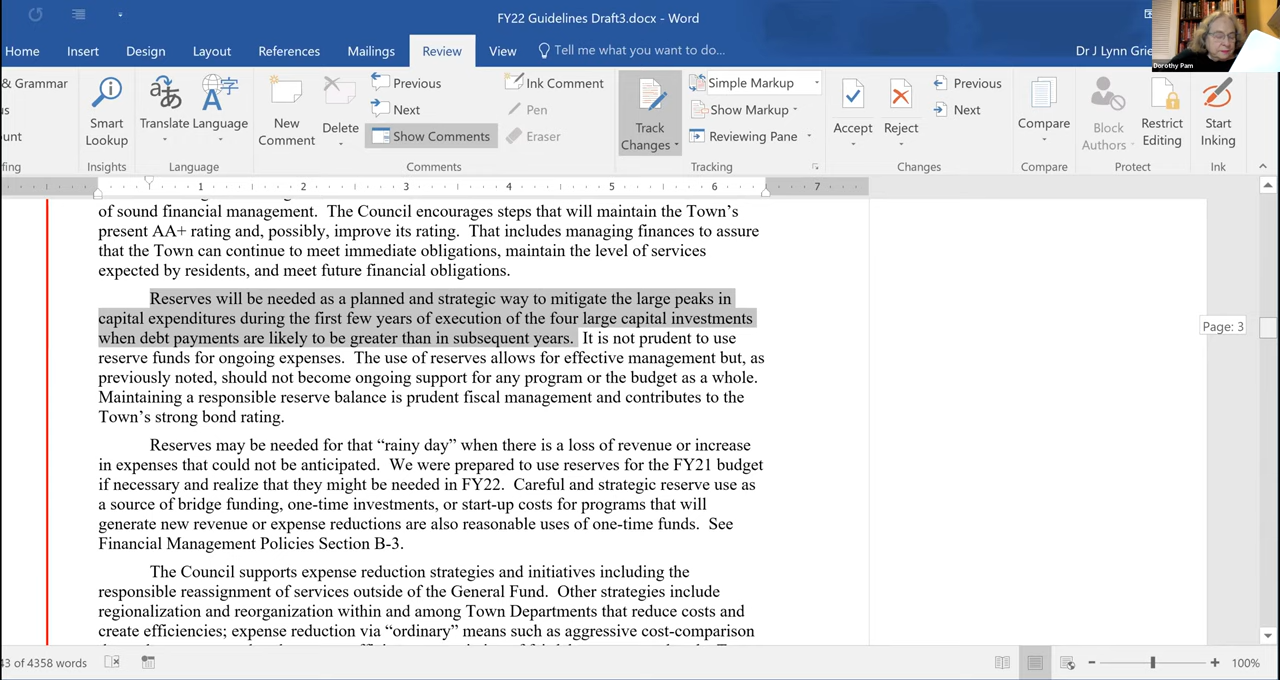 FY22 Guidelines Draft3.docx - Word
Dorothy Pam
Home Insert Design Layout References Mailings Review View Tell me what you want to do... Dr J Lynn Grie
& Grammar
Smart Lookup
Insights
Translate Language
Language
New Comment
Delete
Previous
Next
Show Comments
Comments
Ink Comment
Pen
Eraser
Track Changes
Simple Markup
Show Markup
Reviewing Pane
Tracking
Accept Reject
Previous
Next
Changes
Compare
Compare
Block Authors
Restrict Editing
Protect
Start Inking
Ink
1 2 3 4 5 6 7
of sound financial management. The Council encourages steps that will maintain the Town's
present AA+ rating and, possibly, improve its rating. That includes managing finances to assure
that the Town can continue to meet immediate obligations, maintain the level of services
expected by residents, and meet future financial obligations.
Reserves will be needed as a planned and strategic way to mitigate the large peaks in
capital expenditures during the first few years of execution of the four large capital investments
when debt payments are likely to be greater than in subsequent years. It is not prudent to use
reserve funds for ongoing expenses. The use of reserves allows for effective management but, as
previously noted, should not become ongoing support for any program or the budget as a whole.
Maintaining a responsible reserve balance is prudent fiscal management and contributes to the
Town's strong bond rating.
Reserves may be needed for that “rainy day” when there is a loss of revenue or increase
in expenses that could not be anticipated. We were prepared to use reserves for the FY21 budget
if necessary and realize that they might be needed in FY22. Careful and strategic reserve use as
a source of bridge funding, one-time investments, or start-up costs for programs that will
generate new revenue or expense reductions are also reasonable uses of one-time funds. See
Financial Management Policies Section B-3.
The Council supports expense reduction strategies and initiatives including the
responsible reassignment of services outside of the General Fund. Other strategies include
regionalization and reorganization within and among Town Departments that reduce costs and
create efficiencies; expense reduction via “ordinary” means such as aggressive cost-comparison
Page: 3
43 of 4358 words
100%